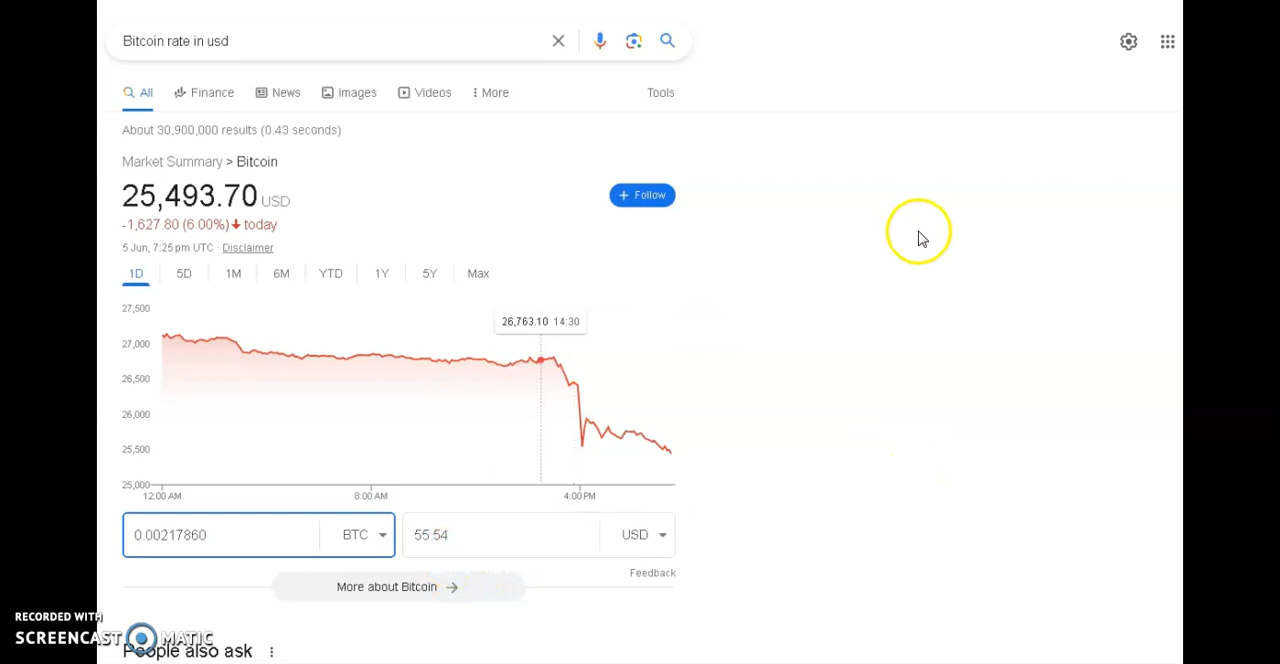 Bitcoin rate in usd
All Finance News Images Videos More Tools
About 30,900,000 results (0.43 seconds)
Market Summary > Bitcoin
25,493.70 USD
+ Follow
-1,627.80 (6.00%) today
5 Jun, 7:25 pm UTC · Disclaimer
1D 5D 1M 6M YTD 1Y 5Y Max
27,500
26,763.10 14:30
27,000
26,500
26,000
25,500
25,000
12:00 AM 8:00 AM 4:00 PM
0.00217860 BTC 55.54 USD
Feedback
More about Bitcoin
RECORDED WITH
SCREENCAST MATIC
People also ask